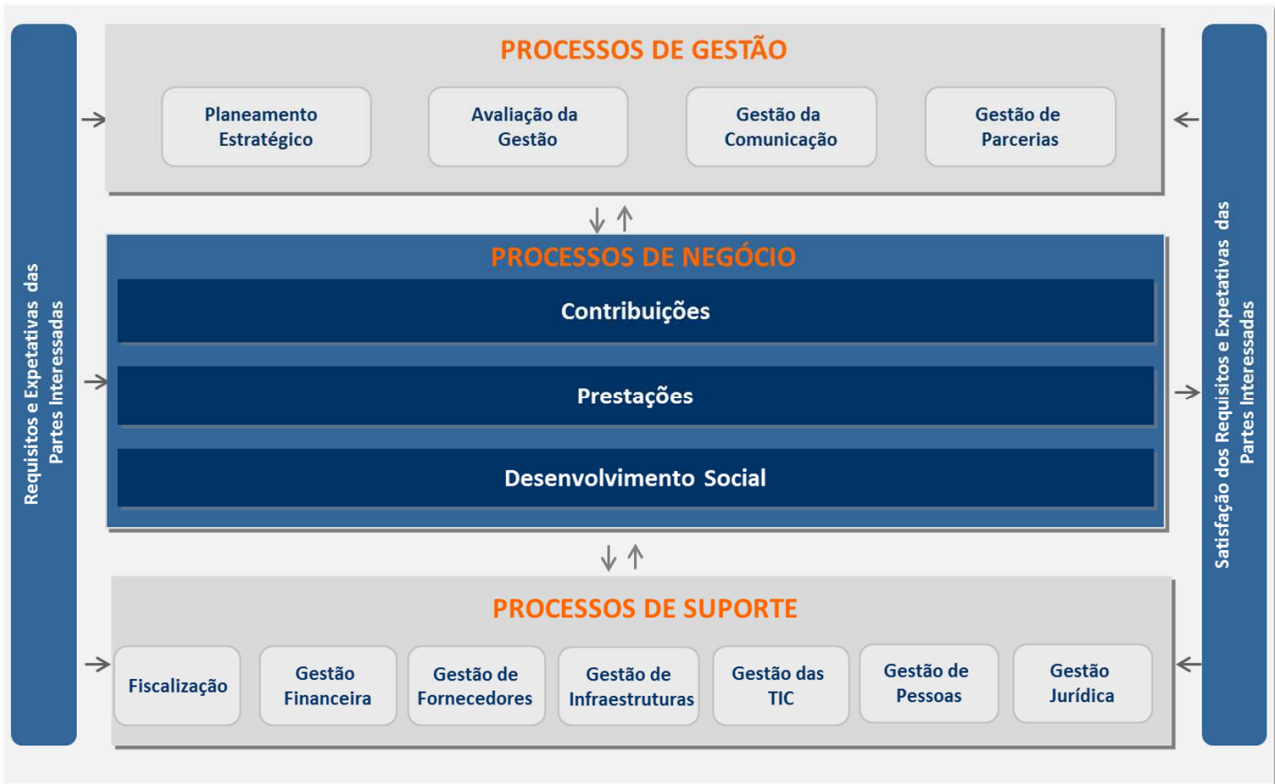 Requisitos e Expetativas das
Partes Interessadas
PROCESSOS DE GESTÃO
Planeamento
Estratégico
Avaliação da
Gestão
Gestão da
Comunicação
Gestão de
Parcerias
PROCESSOS DE NEGÓCIO
Contribuições
Prestações
Desenvolvimento Social
PROCESSOS DE SUPORTE
Fiscalização
Gestão
Financeira
Gestão de
Fornecedores
Gestão de
Infraestruturas
Gestão das
TIC
Gestão de
Pessoas
Gestão
Jurídica
Satisfação dos Requisitos e Expetativas das
Partes Interessadas